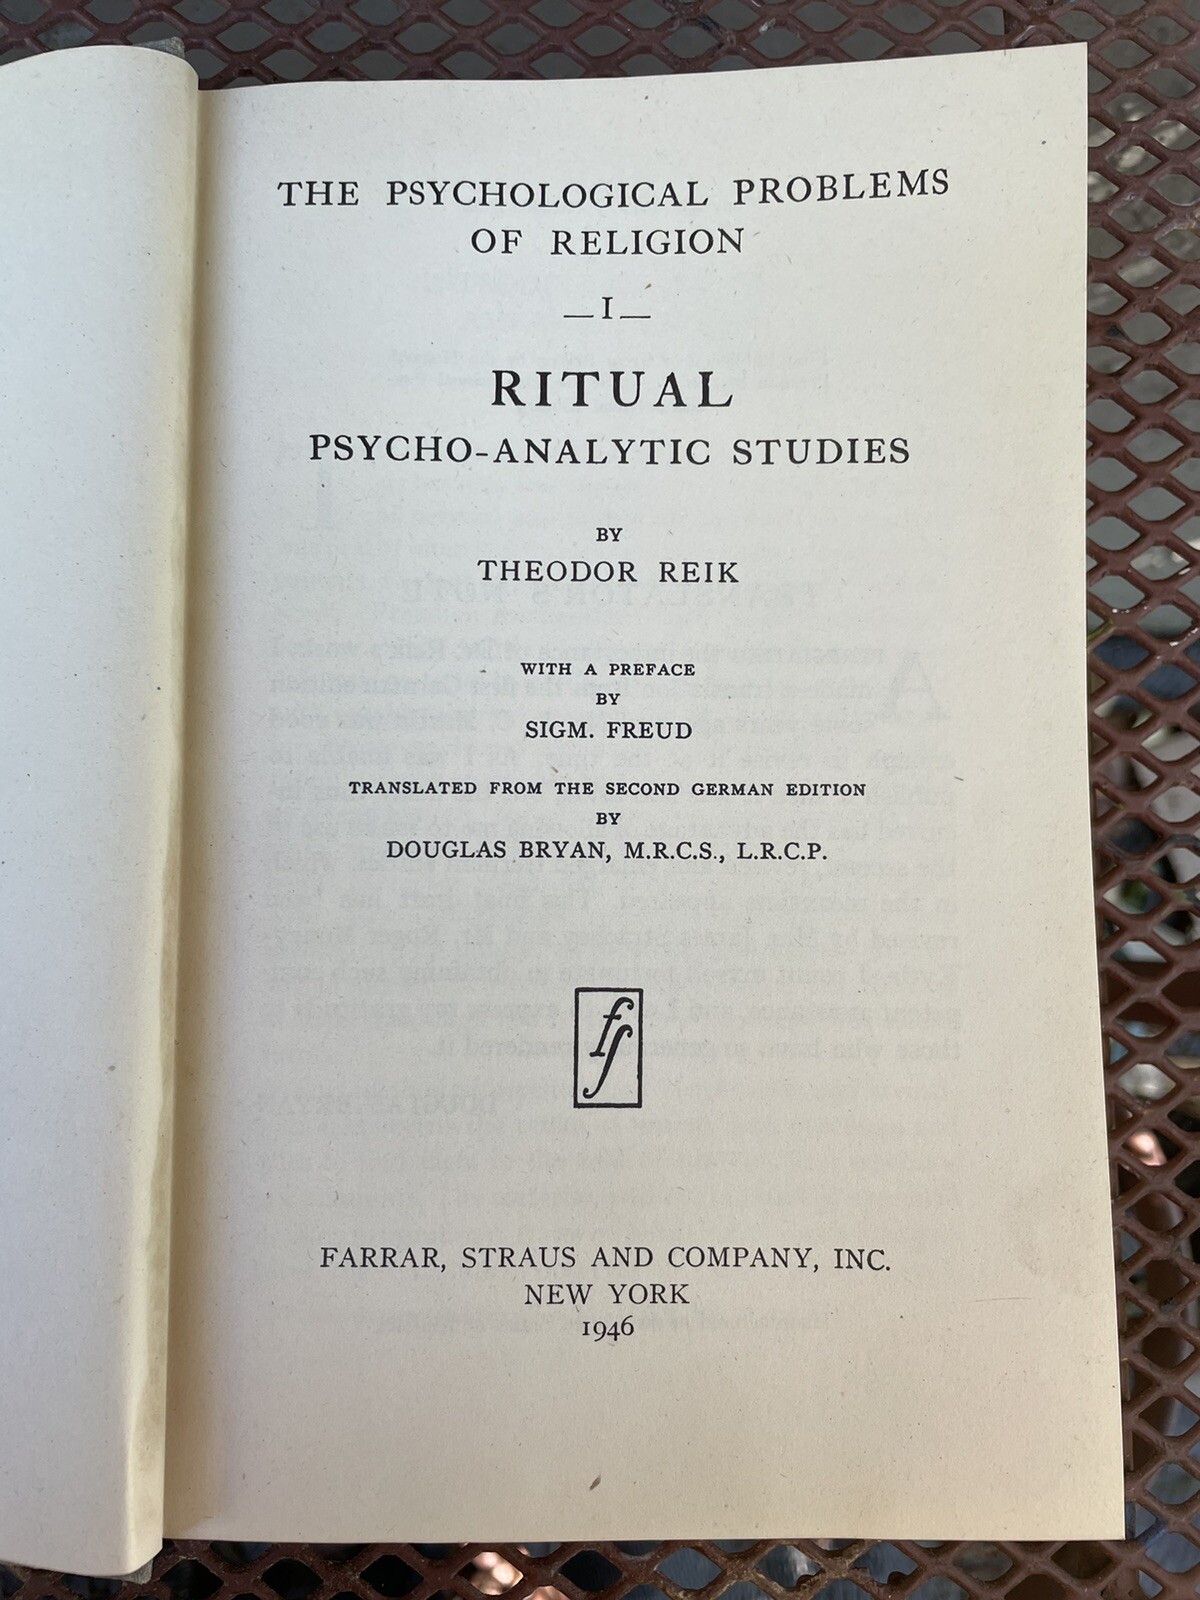 THE PSYCHOLOGICAL PROBLEMS
OF RELIGION
—I—
RITUAL
PSYCHO-ANALYTIC STUDIES
BY
THEODOR REIK
WITH A PREFACE
BY
SIGM. FREUD
TRANSLATED FROM THE SECOND GERMAN EDITION
BY
DOUGLAS BRYAN, M.R.C.S., L.R.C.P.
fs
FARRAR, STRAUS AND COMPANY, INC.
NEW YORK
1946